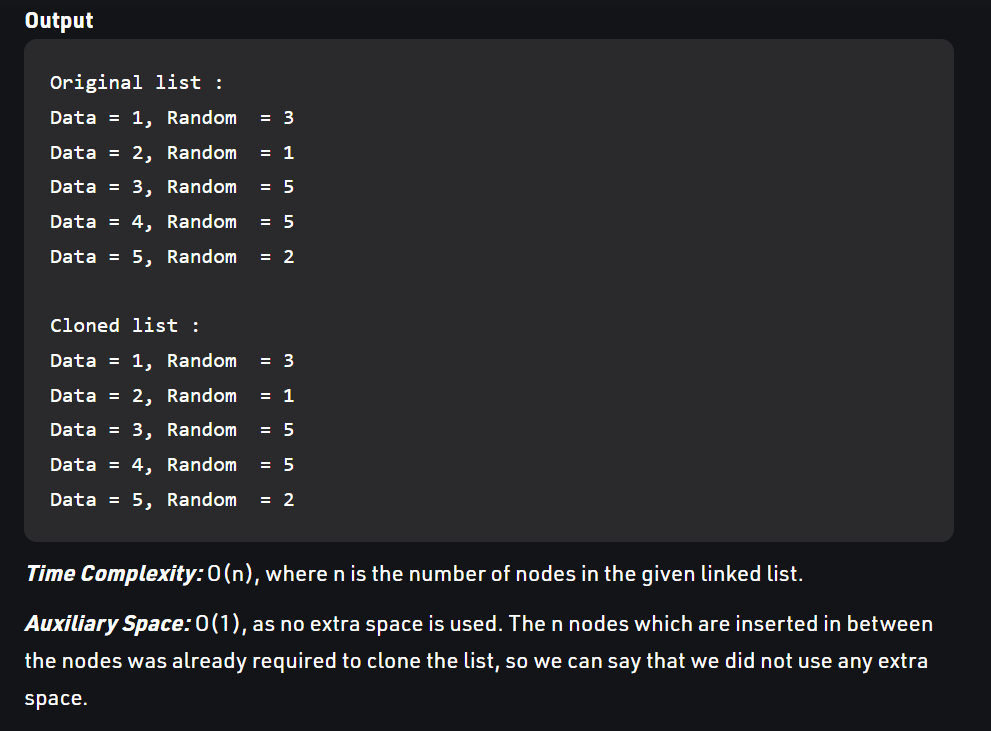 Output
Original list :
Data = 1, Random  = 3
Data = 2, Random  = 1
Data = 3, Random  = 5
Data = 4, Random  = 5
Data = 5, Random  = 2
Cloned list :
Data = 1, Random  = 3
Data = 2, Random  = 1
Data = 3, Random  = 5
Data = 4, Random  = 5
Data = 5, Random  = 2
Time Complexity: O(n), where n is the number of nodes in the given linked list.
Auxiliary Space: O(1), as no extra space is used. The n nodes which are inserted in between
the nodes was already required to clone the list, so we can say that we did not use any extra
space.